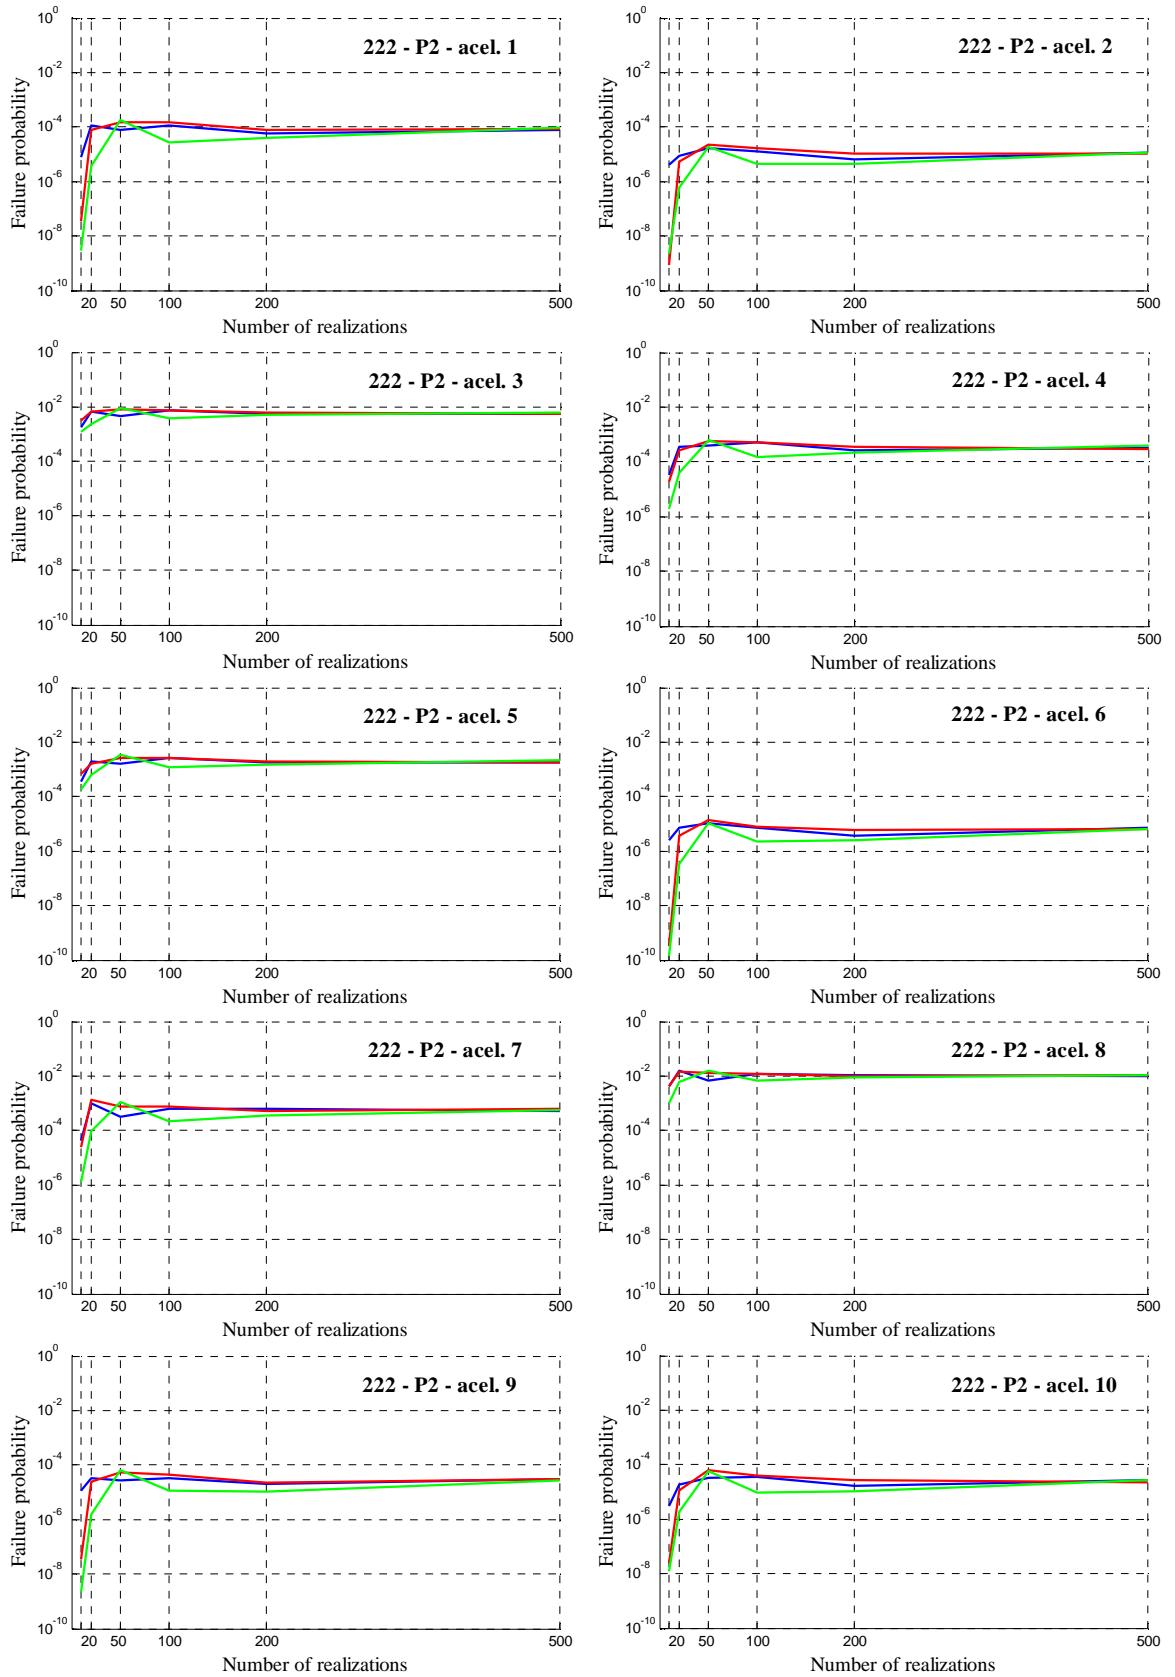 222 - P2 - acel. 1
Failure probability
10^0
10^-2
10^-4
10^-6
10^-8
10^-10
20 50 100 200 500
Number of realizations
222 - P2 - acel. 2
Failure probability
10^0
10^-2
10^-4
10^-6
10^-8
10^-10
20 50 100 200 500
Number of realizations
222 - P2 - acel. 3
Failure probability
10^0
10^-2
10^-4
10^-6
10^-8
10^-10
20 50 100 200 500
Number of realizations
222 - P2 - acel. 4
Failure probability
10^0
10^-2
10^-4
10^-6
10^-8
10^-10
20 50 100 200 500
Number of realizations
222 - P2 - acel. 5
Failure probability
10^0
10^-2
10^-4
10^-6
10^-8
10^-10
20 50 100 200 500
Number of realizations
222 - P2 - acel. 6
Failure probability
10^0
10^-2
10^-4
10^-6
10^-8
10^-10
20 50 100 200 500
Number of realizations
222 - P2 - acel. 7
Failure probability
10^0
10^-2
10^-4
10^-6
10^-8
10^-10
20 50 100 200 500
Number of realizations
222 - P2 - acel. 8
Failure probability
10^0
10^-2
10^-4
10^-6
10^-8
10^-10
20 50 100 200 500
Number of realizations
222 - P2 - acel. 9
Failure probability
10^0
10^-2
10^-4
10^-6
10^-8
10^-10
20 50 100 200 500
Number of realizations
222 - P2 - acel. 10
Failure probability
10^0
10^-2
10^-4
10^-6
10^-8
10^-10
20 50 100 200 500
Number of realizations